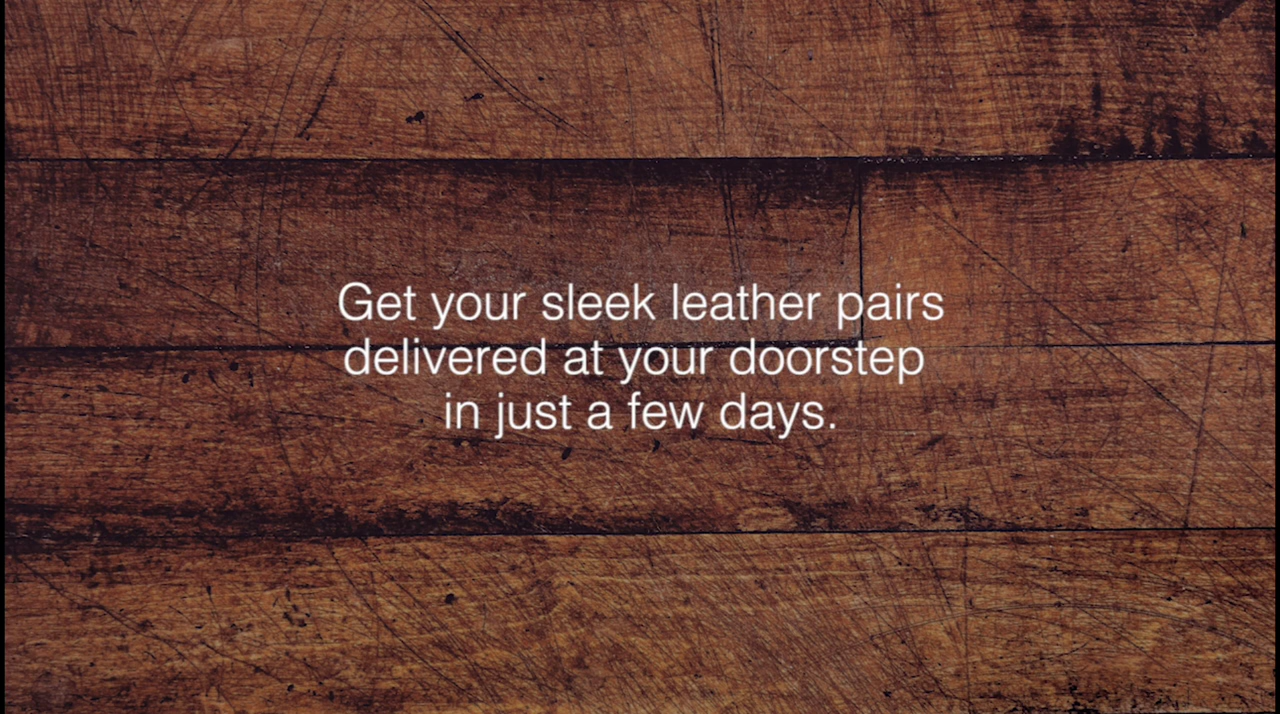 Get your sleek leather pairs
delivered at your doorstep
in just a few days.